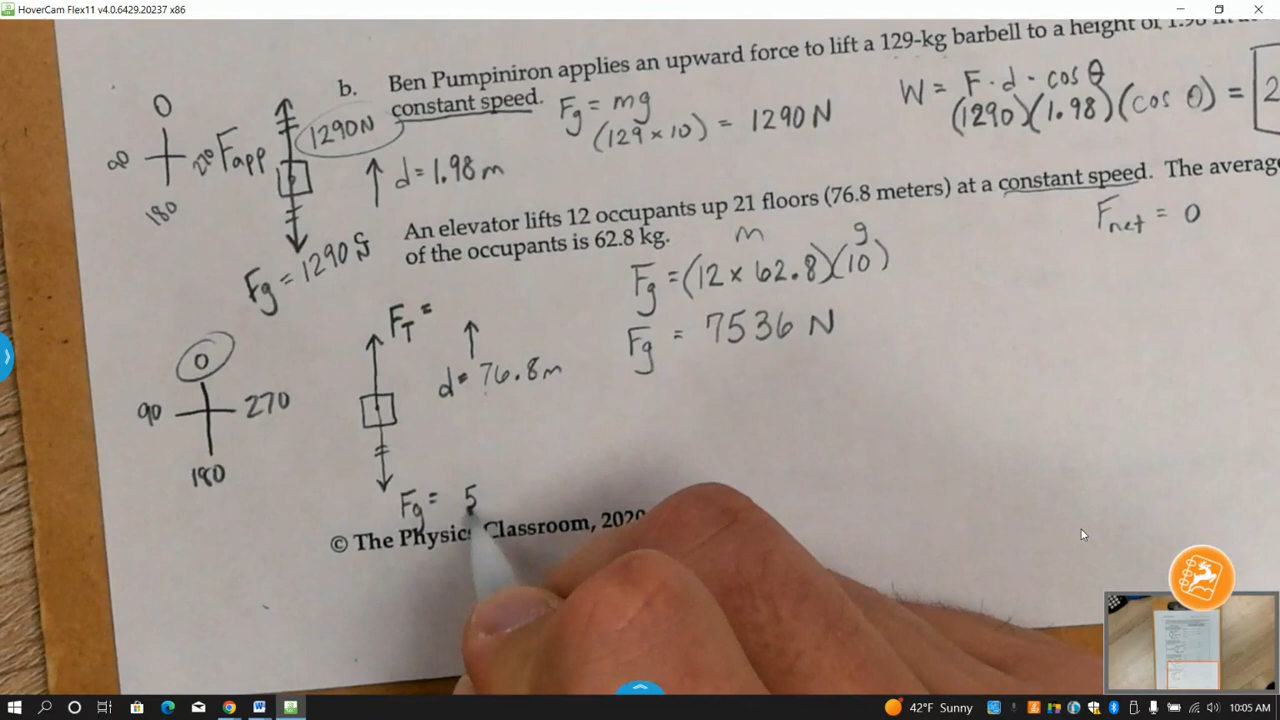 HoverCam Flex11 v4.0.6429.20237 x86
b. Ben Pumpiniron applies an upward force to lift a 129-kg barbell to a height of 1.98 m
constant speed.
Fg = mg
(129 x 10) = 1290 N
W = F · d · cos θ
(1290)(1.98)(cos 0) = 2
0
180
Fapp
1290N
d = 1.98 m
Fg = 1290
An elevator lifts 12 occupants up 21 floors (76.8 meters) at a constant speed. The average
of the occupants is 62.8 kg.
Fnet = 0
m g
Fg = (12 x 62.8)(10)
Fg = 7536 N
FT =
d = 76.8m
0
90 270
180
Fg = 5
© The Physics Classroom, 2020
42°F Sunny
10:05 AM